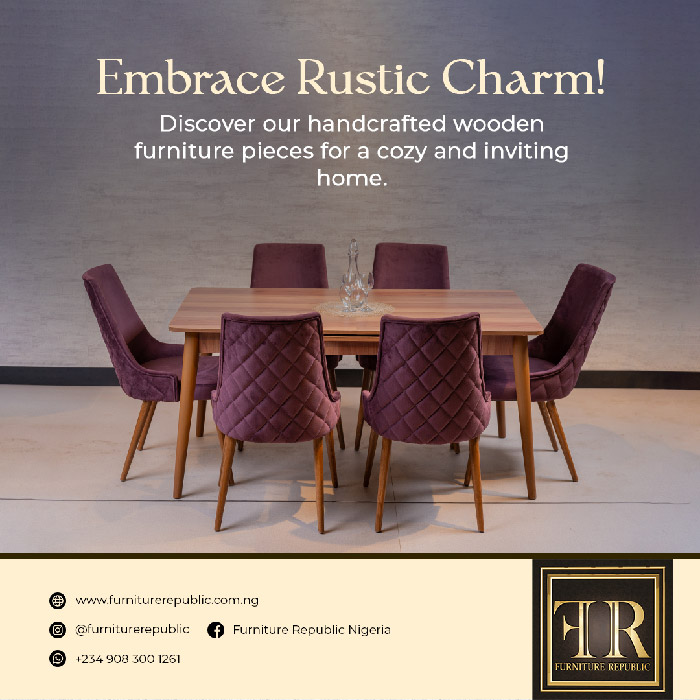 Embrace Rustic Charm!
Discover our handcrafted wooden
furniture pieces for a cozy and inviting
home.
www.furniturerepublic.com.ng
@furniturerepublic Furniture Republic Nigeria
+234 908 300 1261
FR
FURNITURE REPUBLIC